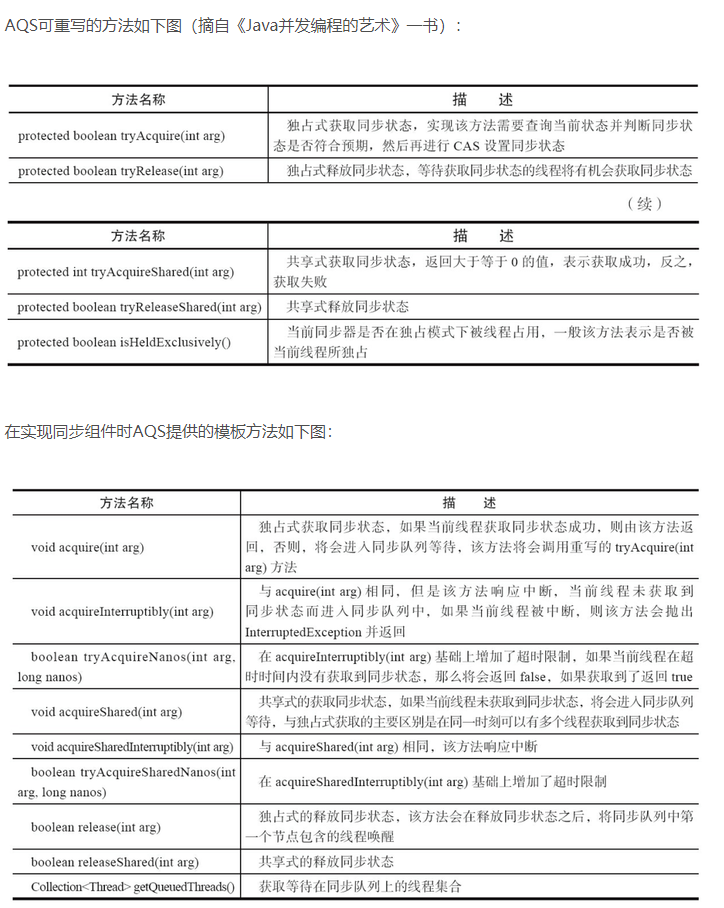 AQS可重写的方法如下图（摘自《Java并发编程的艺术》一书）：
方法名称 描 述
protected boolean tryAcquire(int arg) 独占式获取同步状态，实现该方法需要查询当前状态并判断同步状
态是否符合预期，然后再进行 CAS 设置同步状态
protected boolean tryRelease(int arg) 独占式释放同步状态，等待获取同步状态的线程将有机会获取同步状态
（续）
方法名称 描 述
protected int tryAcquireShared(int arg) 共享式获取同步状态，返回大于等于 0 的值，表示获取成功，反之，
获取失败
protected boolean tryReleaseShared(int arg) 共享式释放同步状态
protected boolean isHeldExclusively() 当前同步器是否在独占模式下被线程占用，一般该方法表示是否被
当前线程所独占
在实现同步组件时AQS提供的模板方法如下图：
方法名称 描 述
void acquire(int arg) 独占式获取同步状态，如果当前线程获取同步状态成功，则由该方法返
回，否则，将会进入同步队列等待，该方法将会调用重写的 tryAcquire(int
arg) 方法
void acquireInterruptibly(int arg) 与 acquire(int arg) 相同，但是该方法响应中断，当前线程未获取到
同步状态而进入同步队列中，如果当前线程被中断，则该方法会抛出
InterruptedException 并返回
boolean tryAcquireNanos(int arg, 在 acquireInterruptibly(int arg) 基础上增加了超时限制，如果当前线程在超
long nanos) 时时间内没有获取到同步状态，那么将会返回 false，如果获取到了返回 true
void acquireShared(int arg) 共享式的获取同步状态，如果当前线程未获取到同步状态，将会进入同步队列
等待，与独占式获取的主要区别是在同一时刻可以有多个线程获取到同步状态
void acquireSharedInterruptibly(int arg) 与 acquireShared(int arg) 相同，该方法响应中断
boolean tryAcquireSharedNanos(int
arg, long nanos) 在 acquireSharedInterruptibly(int arg) 基础上增加了超时限制
boolean release(int arg) 独占式的释放同步状态，该方法会在释放同步状态之后，将同步队列中第
一个节点包含的线程唤醒
boolean releaseShared(int arg) 共享式的释放同步状态
Collection<Thread> getQueuedThreads() 获取等待在同步队列上的线程集合